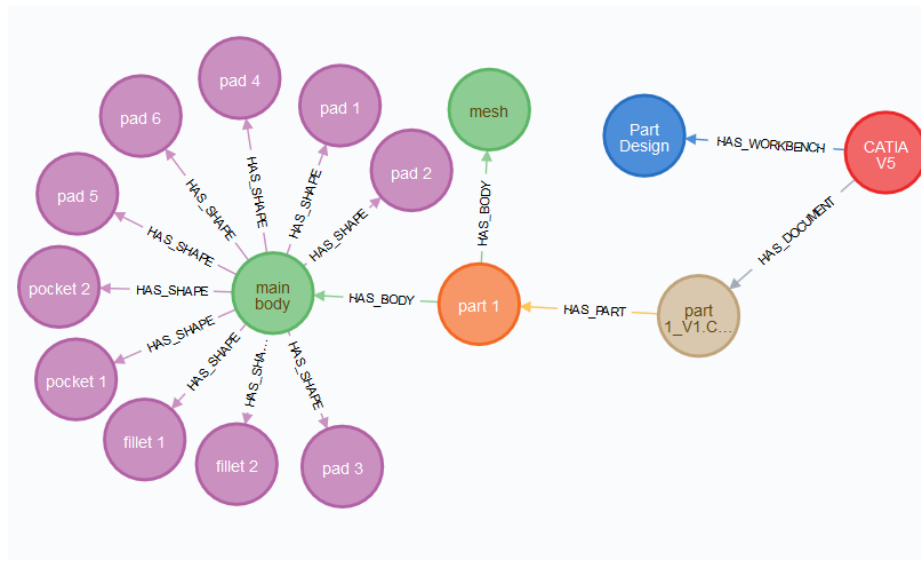 pad 4
pad 1
mesh
pad 6
Part
Design
HAS_WORKBENCH
CATIA
V5
pad 2
pad 5
HAS_SHAPE
HAS_SHAPE
HAS_SHAPE
HAS_SHAPE
HAS_SHAPE
HAS_BODY
HAS_DOCUMENT
pocket 2
HAS_SHAPE
main
body
HAS_BODY
part 1
HAS_PART
part
1_V1.C...
pocket 1
HAS_SHAPE
HAS_SHAPE
HAS_SHA...
HAS_SHAPE
fillet 1
fillet 2
pad 3